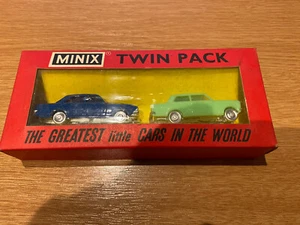 MINIX TWIN PACK
THE GREATEST little CARS IN THE WORLD